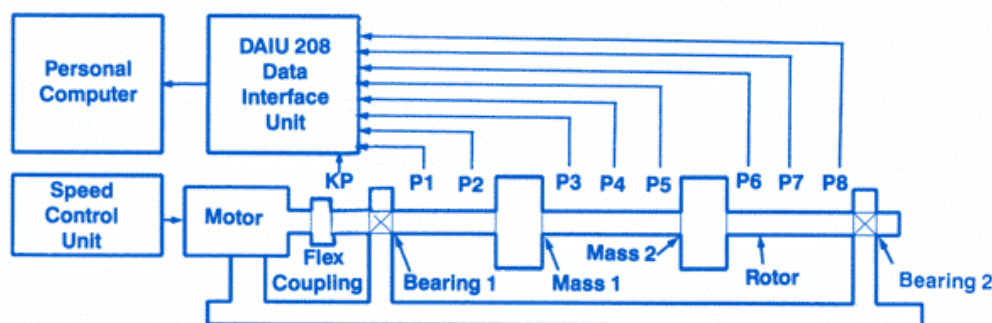 Personal
Computer
DAIU 208
Data
Interface
Unit
KP
P1
P2
P3
P4
P5
P6
P7
P8
Speed
Control
Unit
Motor
Flex
Coupling
Bearing 1
Mass 1
Mass 2
Rotor
Bearing 2